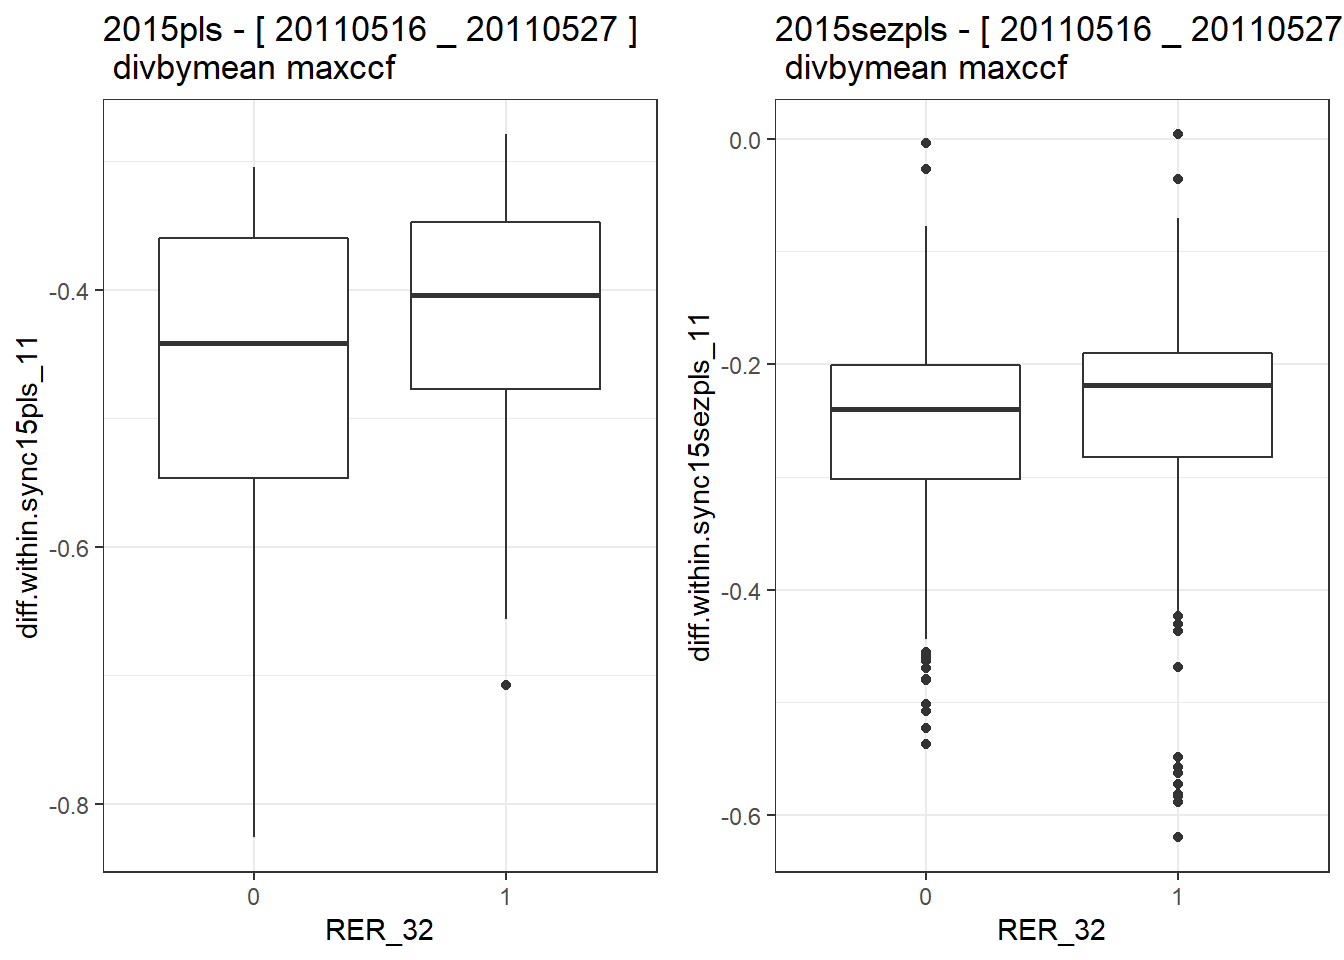 2015pls - [ 20110516 _ 20110527 ]
divbymean maxccf
diff.within.sync15pls_11
-0.4
-0.6
-0.8
0
1
RER_32
2015sezpls - [ 20110516 _ 20110527
divbymean maxccf
diff.within.sync15sezpls_11
0.0
-0.2
-0.4
-0.6
0
1
RER_32